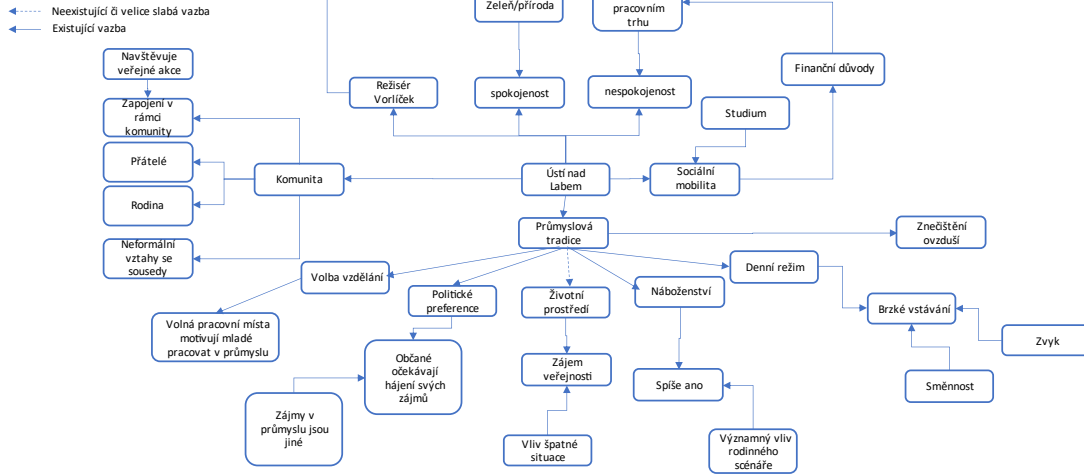 Neexistující či velice slabá vazba
Existující vazba
Zeleň/příroda
pracovním
trhu
Navštěvuje
veřejné akce
Finanční důvody
Režisér
Vorlíček
spokojenost
nespokojenost
Zapojení v
rámci
komunity
Studium
Přátelé
Komunita
Ústí nad
Labem
Sociální
mobilita
Rodina
Průmyslová
tradice
Znečištění
ovzduší
Neformální
vztahy se
sousedy
Volba vzdělání
Denní režim
Politické
preference
Životní
prostředí
Náboženství
Brzké vstávání
Volná pracovní místa
motivují mladé
pracovat v průmyslu
Zvyk
Občané
očekávají
hájení svých
zájmů
Zájem
veřejnosti
Spíše ano
Směnnost
Zájmy v
průmyslu jsou
jiné
Vliv špatné
situace
Významný vliv
rodinného
scénáře